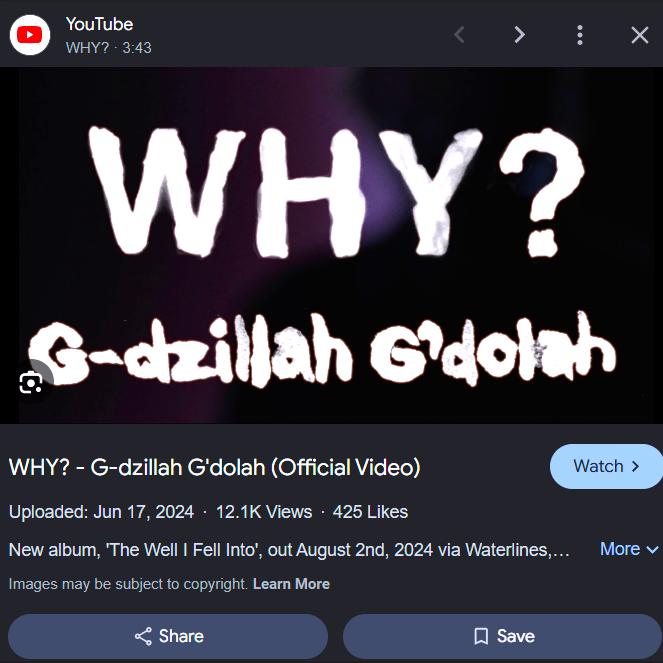 YouTube
WHY? · 3:43
WHY?
G-dzillah G'dolah
WHY? - G-dzillah G'dolah (Official Video)
Watch
Uploaded: Jun 17, 2024 · 12.1K Views · 425 Likes
New album, 'The Well I Fell Into', out August 2nd, 2024 via Waterlines,... More
Images may be subject to copyright. Learn More
Share Save